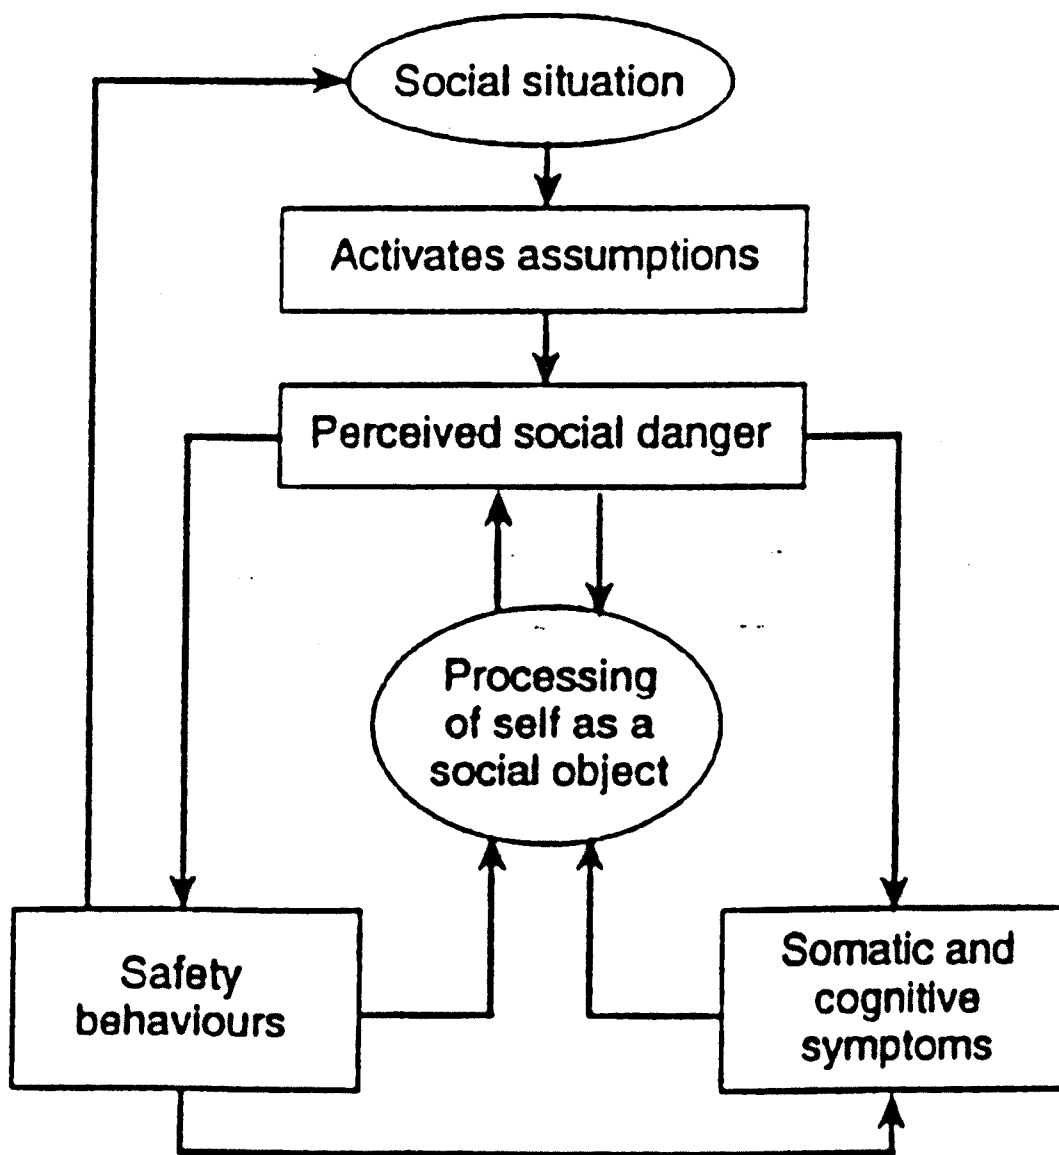 Social situation
Activates assumptions
Perceived social danger
Processing
of self as a
social object
Safety
behaviours
Somatic and
cognitive
symptoms